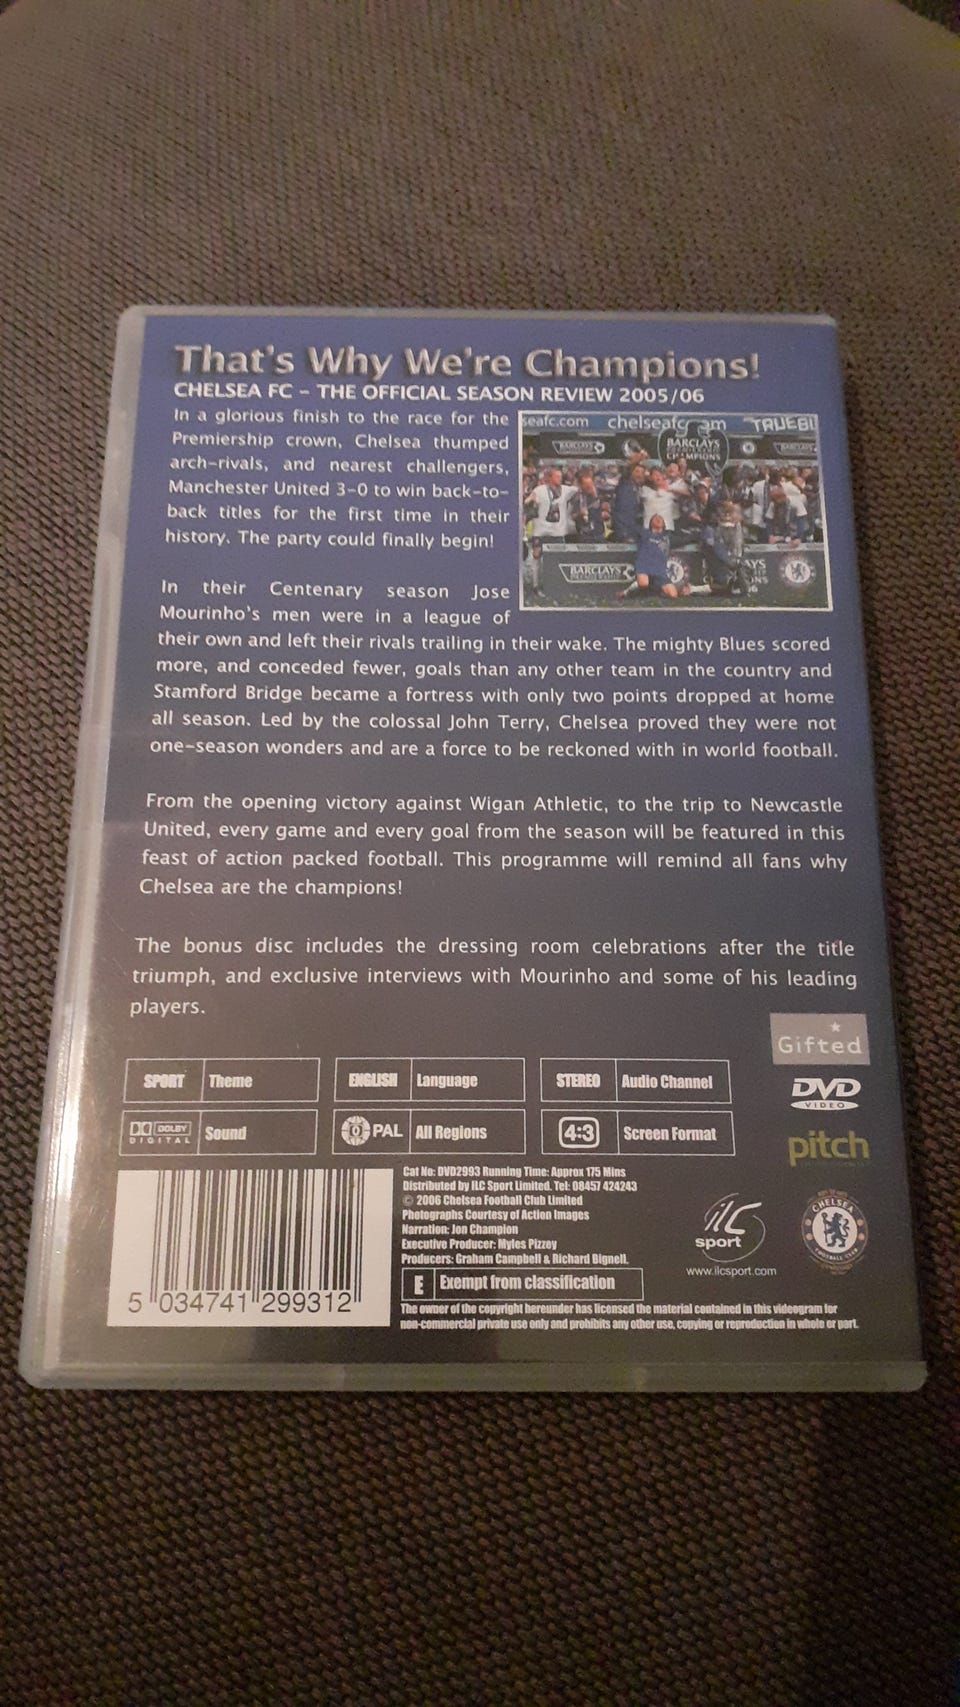 That's Why We're Champions!
CHELSEA FC - THE OFFICIAL SEASON REVIEW 2005/06
In a glorious finish to the race for the
Premiership crown, Chelsea thumped
arch-rivals, and nearest challengers,
Manchester United 3-0 to win back-to-
back titles for the first time in their
history. The party could finally begin!
seafc.com chelseafc am TRUEBL
BARCLAYS
BARCLAYS
CHAMPIONS
BARCLAYS
In their Centenary season Jose
Mourinho's men were in a league of
their own and left their rivals trailing in their wake. The mighty Blues scored
more, and conceded fewer, goals than any other team in the country and
Stamford Bridge became a fortress with only two points dropped at home
all season. Led by the colossal John Terry, Chelsea proved they were not
one-season wonders and are a force to be reckoned with in world football.
From the opening victory against Wigan Athletic, to the trip to Newcastle
United, every game and every goal from the season will be featured in this
feast of action packed football. This programme will remind all fans why
Chelsea are the champions!
The bonus disc includes the dressing room celebrations after the title
triumph, and exclusive interviews with Mourinho and some of his leading
players.
Gifted
SPORT Theme
ENGLISH Language
STEREO Audio Channel
DVD
VIDEO
DOLBY
DIGITAL
Sound
0 PAL All Regions
4:3 Screen Format
pitch
Cat No: DVD2993 Running Time: Approx 175 Mins
Distributed by ILC Sport Limited. Tel: 08457 424243
© 2006 Chelsea Football Club Limited
Photographs Courtesy of Action Images
Narration: Jon Champion
Executive Producer: Myles Pizzey
Producers: Graham Campbell & Richard Bignell.
E Exempt from classification
The owner of the copyright hereunder has licensed the material contained in this videogram for
non-commercial private use only and prohibits any other use, copying or reproduction in whole or part.
5 034741 299312
ilc
sport
www.ilcsport.com
CHELSEA
FOOTBALL CLUB